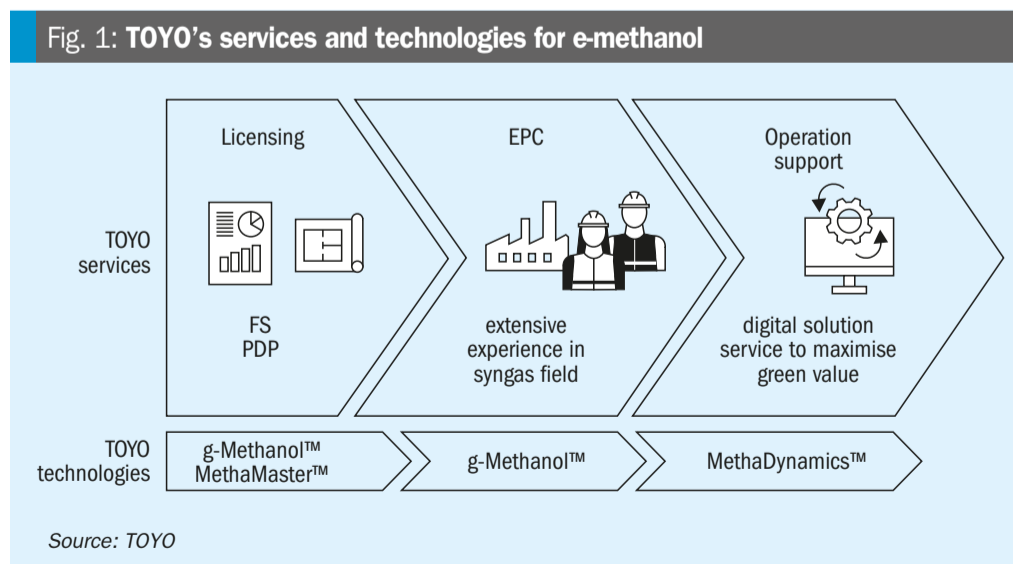 Fig. 1: TOYO’s services and technologies for e-methanol
TOYO
services
Licensing
FS
PDP
EPC
extensive
experience in
syngas field
Operation
support
digital solution
service to maximise
green value
TOYO
technologies
g-Methanol™
MethaMaster™
g-Methanol™
MethaDynamics™
Source: TOYO